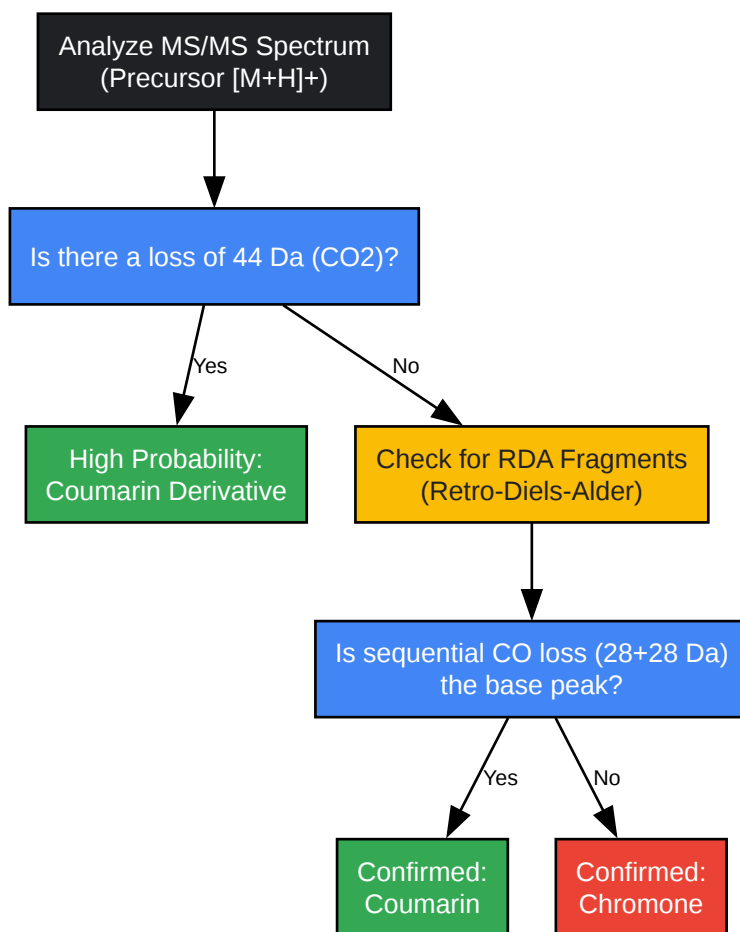 Analyze MS/MS Spectrum
(Precursor [M+H]+)
Is there a loss of 44 Da (CO2)?
Yes
No
High Probability:
Coumarin Derivative
Check for RDA Fragments
(Retro-Diels-Alder)
Is sequential CO loss (28+28 Da)
the base peak?
Yes
No
Confirmed:
Coumarin
Confirmed:
Chromone